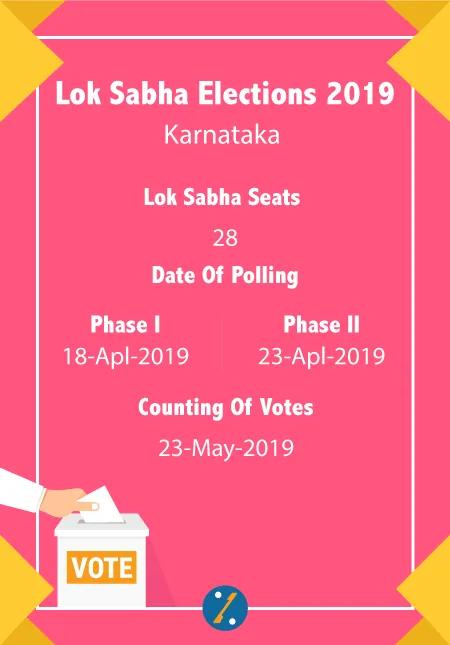 Lok Sabha Elections 2019
Karnataka
Lok Sabha Seats
28
Date Of Polling
Phase I
Phase II
18-Apl-2019
23-Apl-2019
Counting Of Votes
23-May-2019
VOTE